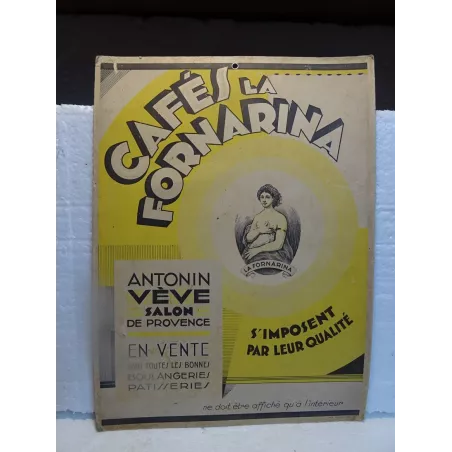 CAFÉS LA
FORNARINA
LA FORNARINA
ANTONIN
VÈVE
SALON
DE PROVENCE
EN VENTE
DANS TOUTES LES BONNES
BOULANGERIES
PATISSERIES
S'IMPOSENT
PAR LEUR QUALITÉ
ne doit être affiché qu'à l'intérieur